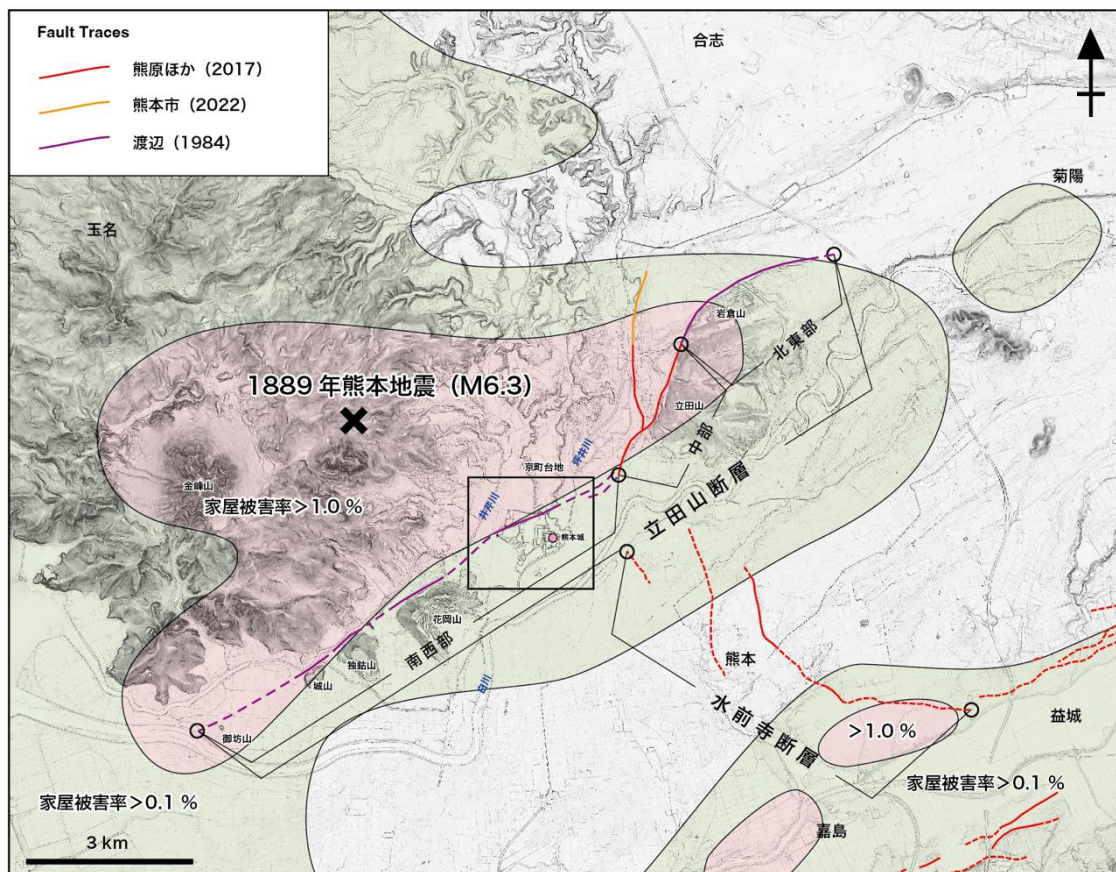 Fault Traces
熊原ほか（2017）
熊本市（2022）
渡辺（1984）
合志
菊陽
玉名
岩倉山
北東部
1889 年熊本地震（M6.3）
立田山
中部
坪井川
京町台地
金峰山
家屋被害率＞1.0 %
井芹川
立田山断層
熊本城
花岡山
南西部
独鈷山
熊本
城山
白川
水前寺断層
御坊山
益城
＞1.0 %
家屋被害率＞0.1 %
家屋被害率＞0.1 %
嘉島
3 km